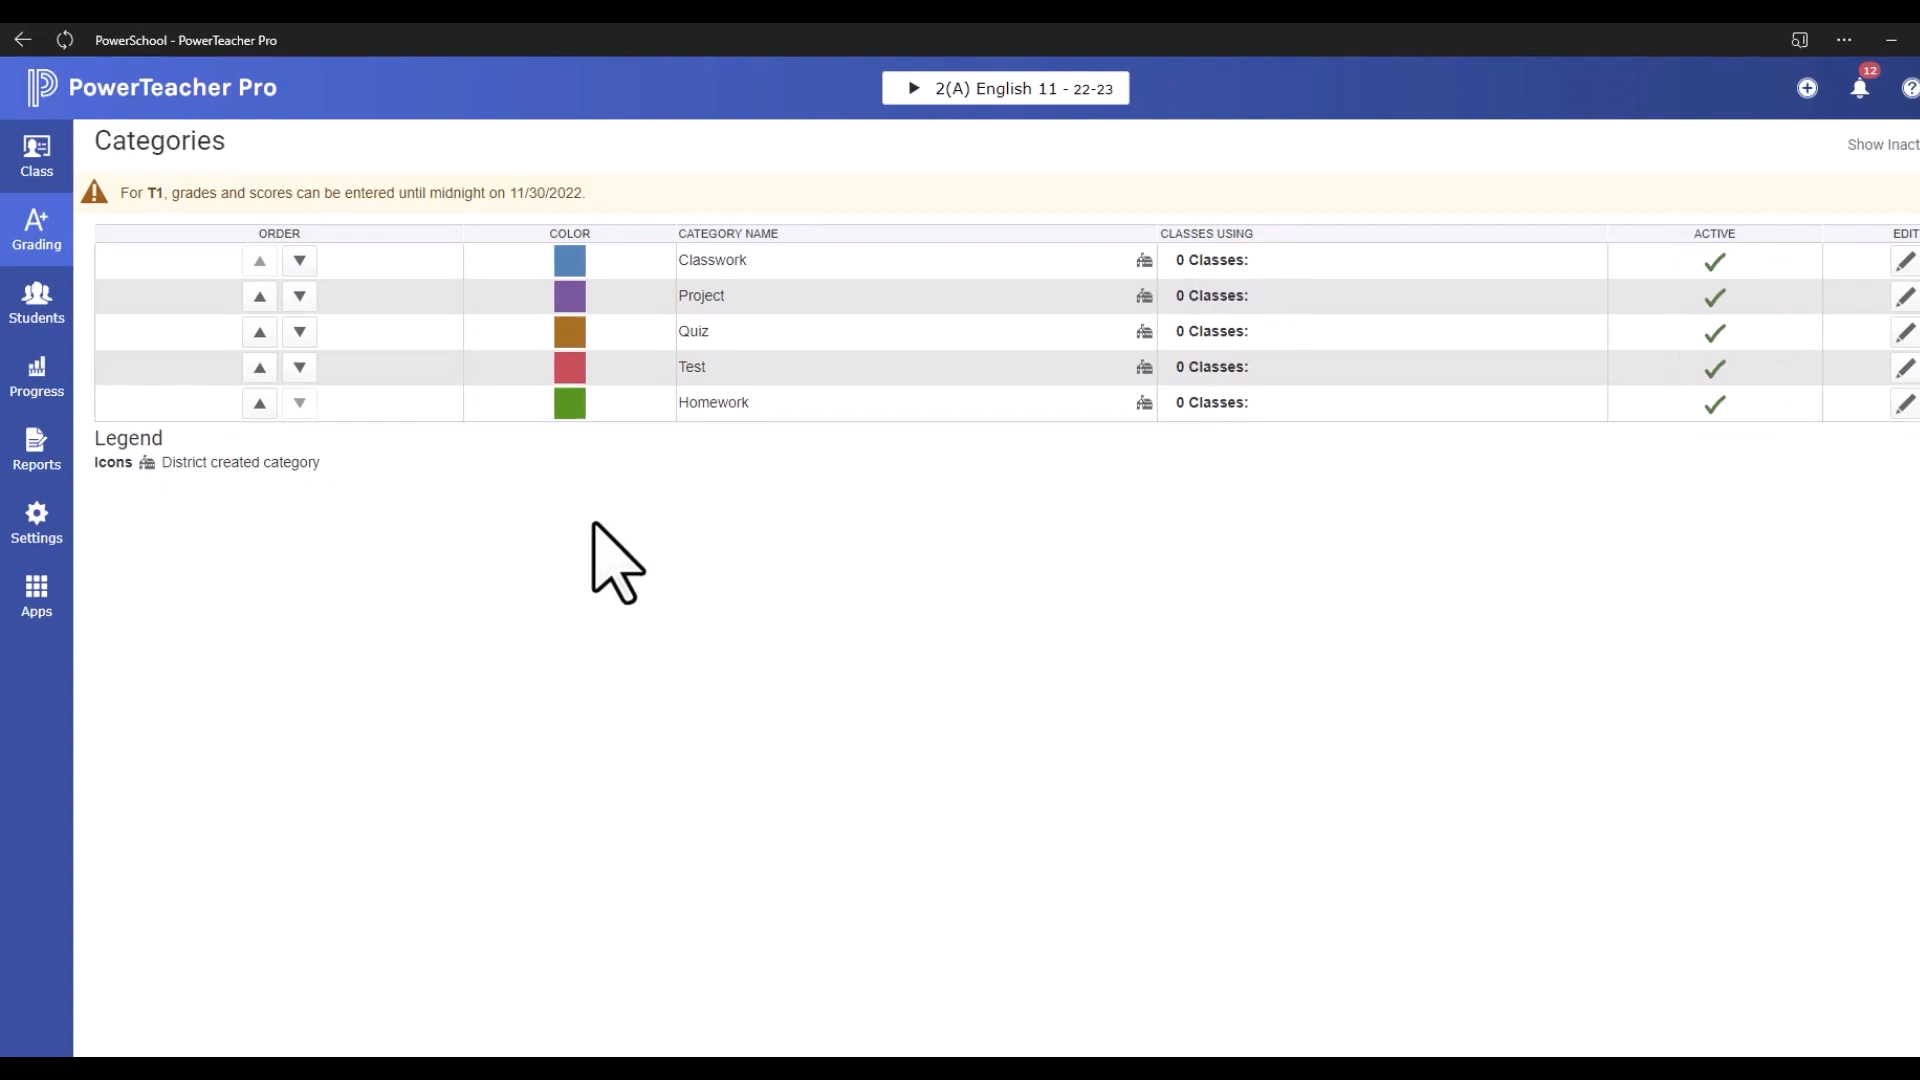 PowerSchool - PowerTeacher Pro
PowerTeacher Pro
2(A) English 11 - 22-23
12
?
Class
A+
Grading
Students
Progress
Reports
Settings
Apps
Categories
Show Inact
For T1, grades and scores can be entered until midnight on 11/30/2022.
ORDER COLOR CATEGORY NAME CLASSES USING ACTIVE EDIT
Classwork 0 Classes:
Project 0 Classes:
Quiz 0 Classes:
Test 0 Classes:
Homework 0 Classes:
Legend
Icons District created category